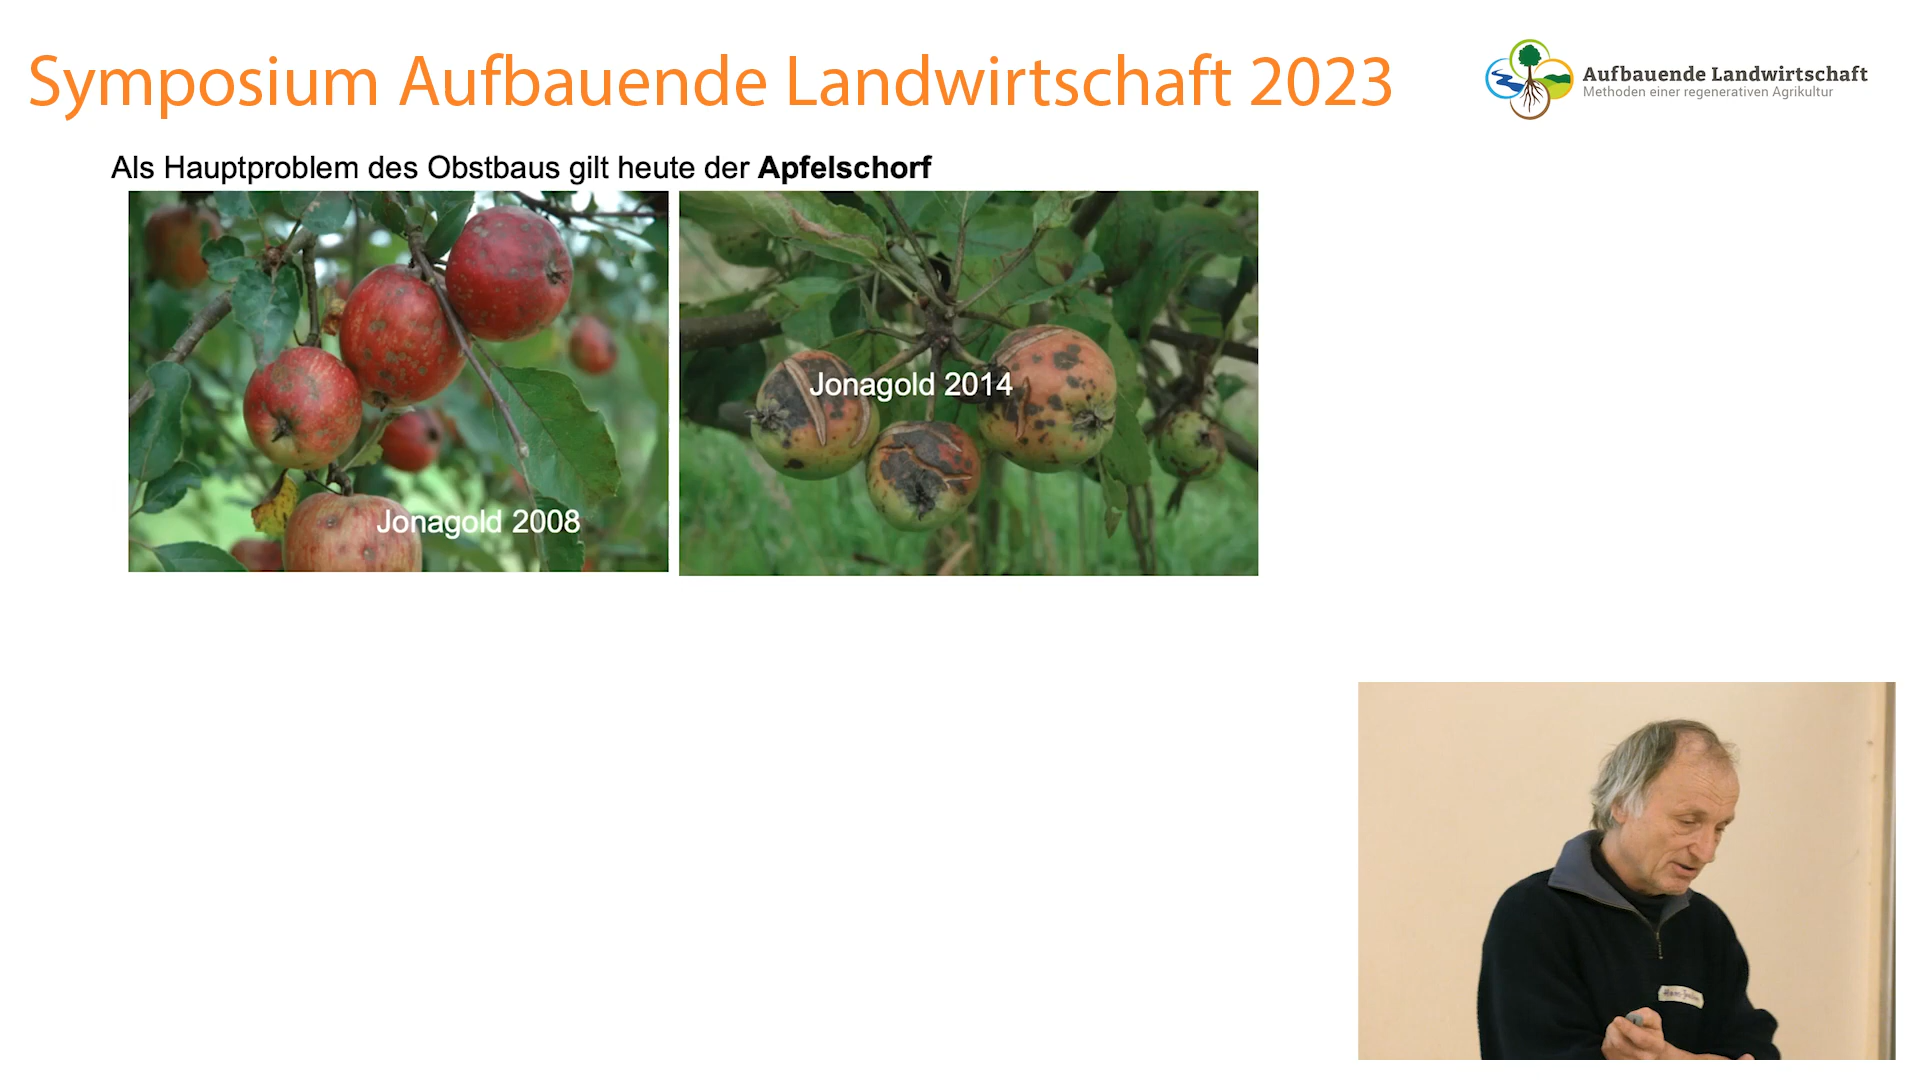 Symposium Aufbauende Landwirtschaft 2023
Aufbauende Landwirtschaft
Methoden einer regenerativen Agrikultur
Als Hauptproblem des Obstbaus gilt heute der Apfelschorf
Jonagold 2014
Jonagold 2008